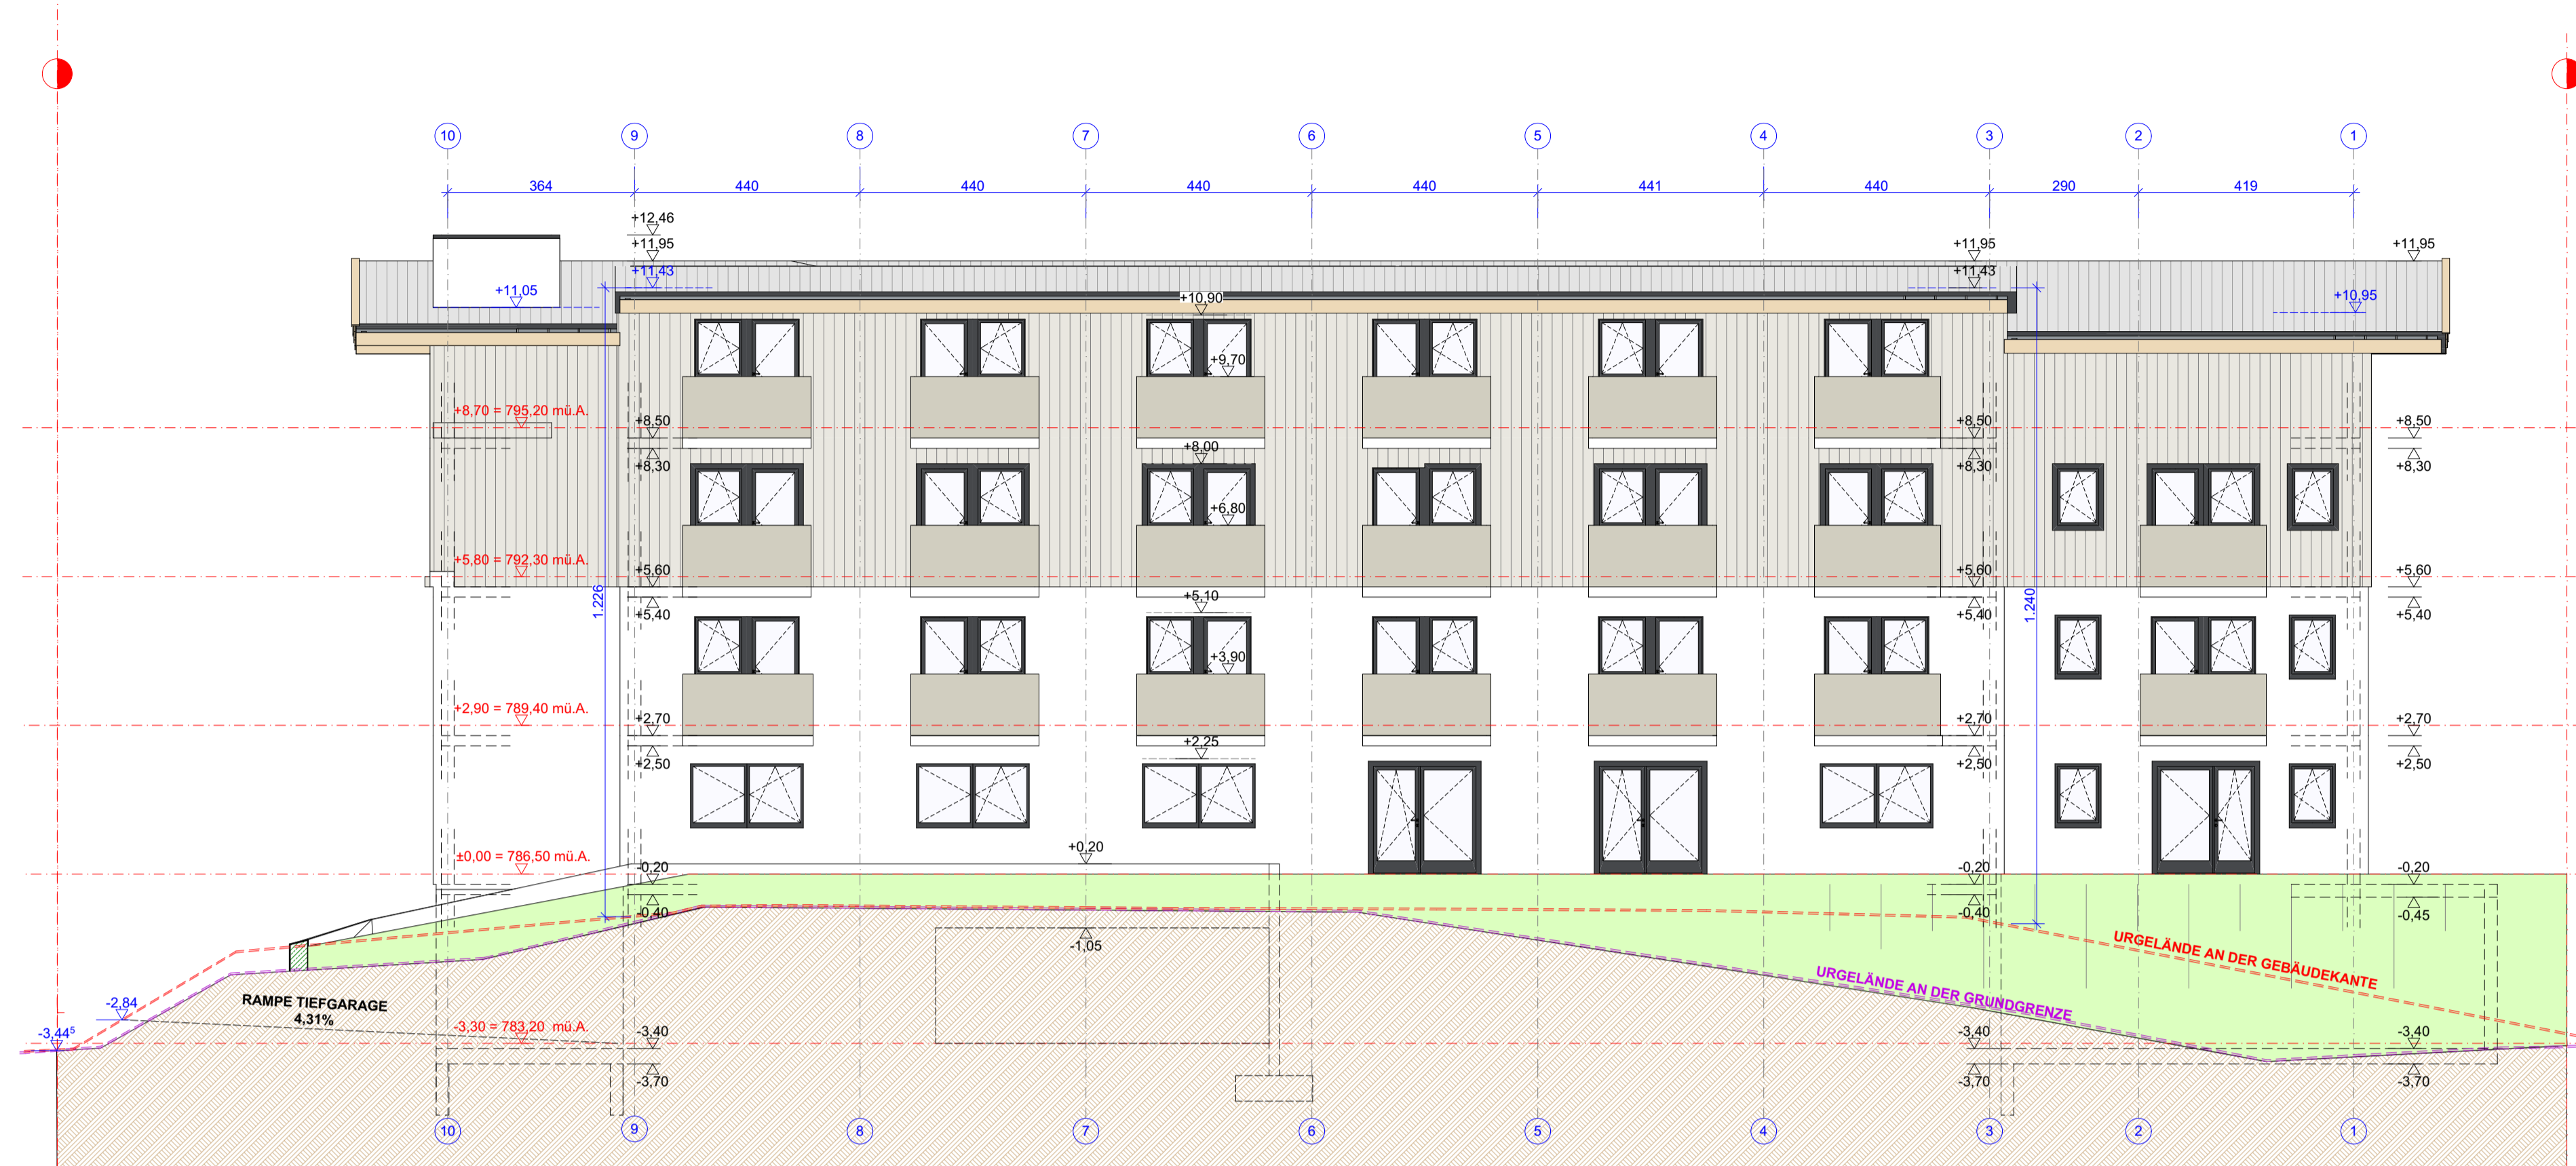 10 9 8 7 6 5 4 3 2 1
364 440 440 440 440 441 440 290 419
+12,46
+11,95 +11,95 +11,95
+11,43 +11,43
+11,05 +10,90 +10,95
+9,70
+8,70 = 795,20 mü.A.
+8,50 +8,50 +8,50
+8,00
+8,30 +8,30 +8,30
+6,80
+5,80 = 792,30 mü.A.
+5,60 +5,60 +5,60
1.226 +5,10 1.240
+5,40 +5,40 +5,40
+3,90
+2,90 = 789,40 mü.A.
+2,70 +2,70 +2,70
+2,25
+2,50 +2,50 +2,50
+0,20
±0,00 = 786,50 mü.A.
-0,20 -0,20 -0,20
-0,40 -0,40 -0,45
-1,05
URGELÄNDE AN DER GEBÄUDEKANTE
URGELÄNDE AN DER GRUNDGRENZE
RAMPE TIEFGARAGE
4,31%
-2,84
-3,44⁵
-3,30 = 783,20 mü.A.
-3,40 -3,40 -3,40
-3,70 -3,70 -3,70
10 9 8 7 6 5 4 3 2 1